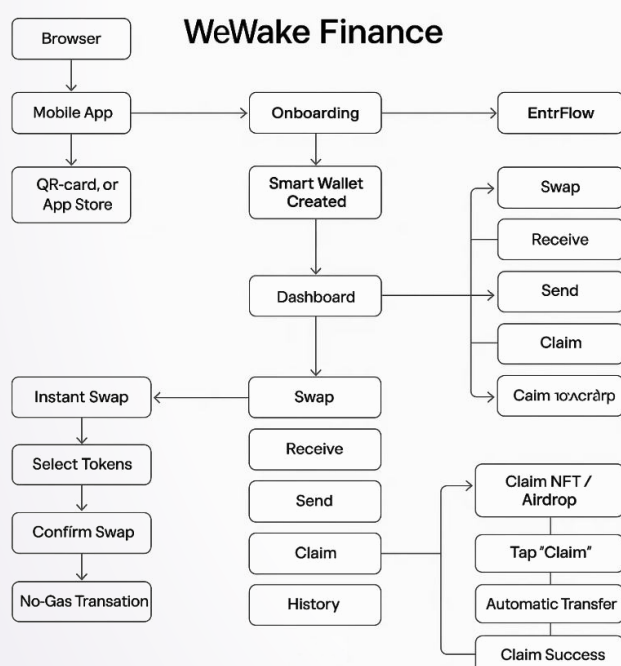 WeWake Finance
Browser
Mobile App
Onboarding
EntrFlow
QR-card, or
App Store
Smart Wallet
Created
Swap
Receive
Dashboard
Send
Claim
Instant Swap
Swap
Caim
Receive
Select Tokens
Claim NFT /
Airdrop
Send
Confirm Swap
Claim
Tap "Claim"
No-Gas Transation
History
Automatic Transfer
Claim Success